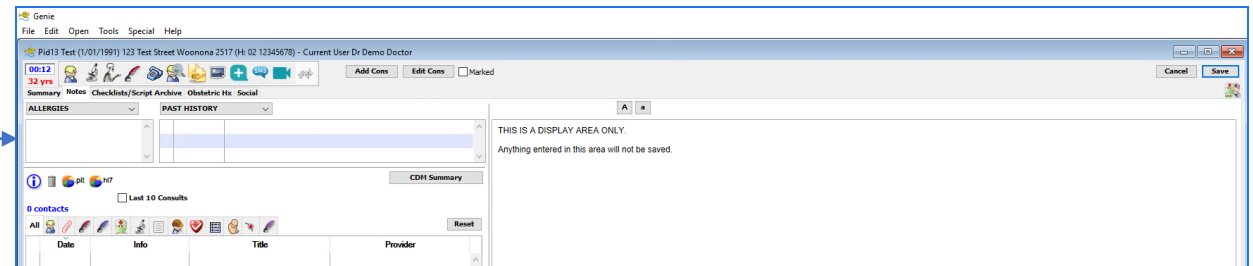 Genie
File Edit Open Tools Special Help
Pid13 Test (1/01/1991) 123 Test Street Woonona 2517 (H: 02 12345678) - Current User Dr Demo Doctor
00:12
32 yrs
SMS
Add Cons Edit Cons Marked
Cancel Save
Summary Notes Checklists/Script Archive Obstetric Hx Social
ALLERGIES PAST HISTORY
A a
THIS IS A DISPLAY AREA ONLY.
Anything entered in this area will not be saved.
pit hl7
CDM Summary
Last 10 Consults
0 contacts
All
Reset
Date Info Title Provider